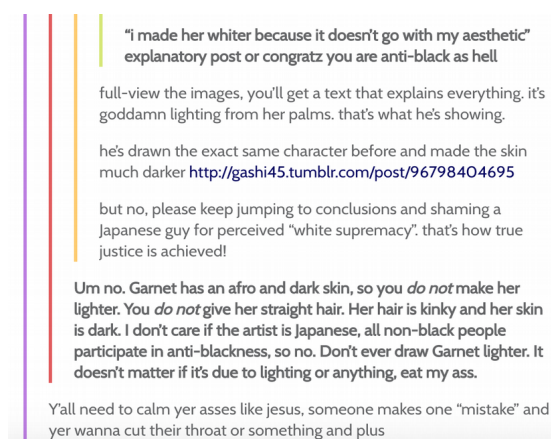 “i made her whiter because it doesn’t go with my aesthetic”
explanatory post or congratz you are anti-black as hell
full-view the images, you’ll get a text that explains everything. it’s
goddamn lighting from her palms. that’s what he’s showing.
he’s drawn the exact same character before and made the skin
much darker http://gashi45.tumblr.com/post/96798404695
but no, please keep jumping to conclusions and shaming a
Japanese guy for perceived “white supremacy”. that’s how true
justice is achieved!
Um no. Garnet has an afro and dark skin, so you do not make her
lighter. You do not give her straight hair. Her hair is kinky and her skin
is dark. I don’t care if the artist is Japanese, all non-black people
participate in anti-blackness, so no. Don’t ever draw Garnet lighter. It
doesn’t matter if it’s due to lighting or anything, eat my ass.
Y’all need to calm yer asses like jesus, someone makes one “mistake” and
yer wanna cut their throat or something and plus